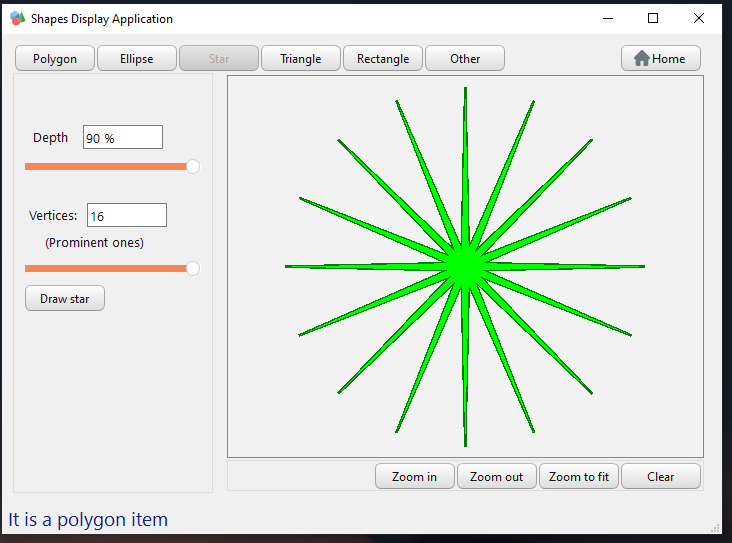 Shapes Display Application
Polygon Ellipse Star Triangle Rectangle Other Home
Depth 90 %
Vertices: 16
(Prominent ones)
Draw star
Zoom in Zoom out Zoom to fit Clear
It is a polygon item